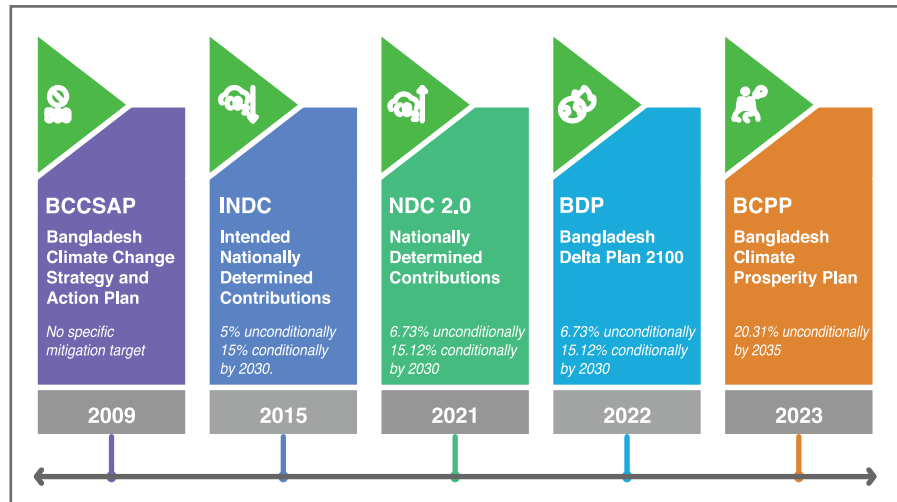 BCCSAP
Bangladesh
Climate Change
Strategy and
Action Plan
No specific
mitigation target
2009
INDC
Intended
Nationally
Determined
Contributions
5% unconditionally
15% conditionally
by 2030.
2015
NDC 2.0
Nationally
Determined
Contributions
6.73% unconditionally
15.12% conditionally
by 2030
2021
BDP
Bangladesh
Delta Plan 2100
6.73% unconditionally
15.12% conditionally
by 2030
2022
BCPP
Bangladesh
Climate
Prosperity Plan
20.31% unconditionally
by 2035
2023